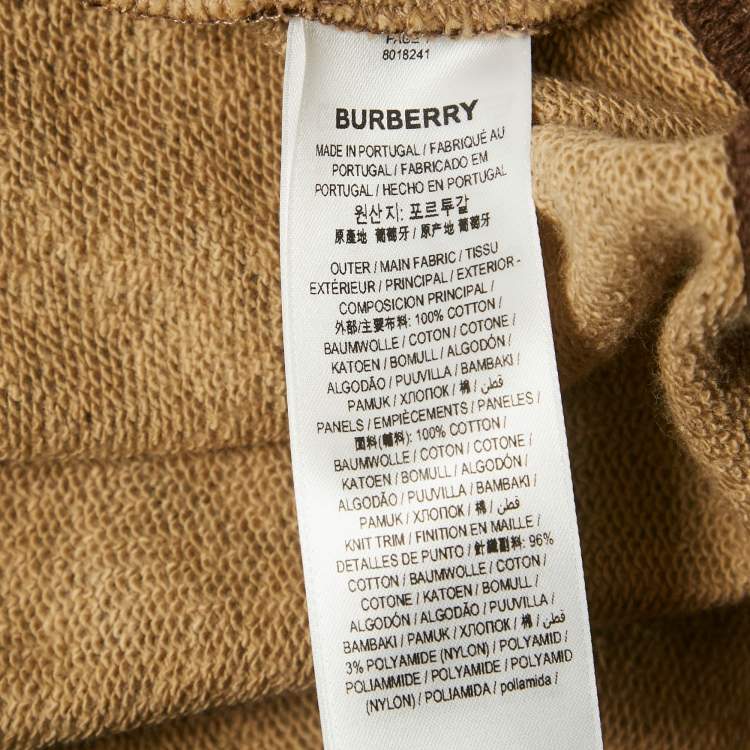 PAGE 1
8018241
BURBERRY
MADE IN PORTUGAL / FABRIQUÉ AU
PORTUGAL / FABRICADO EM
PORTUGAL / HECHO EN PORTUGAL
원산지: 포르투갈
原產地 葡萄牙 / 原产地 葡萄牙
OUTER / MAIN FABRIC / TISSU
EXTÉRIEUR / PRINCIPAL / EXTERIOR -
COMPOSICION PRINCIPAL /
外部/主要布料: 100% COTTON /
BAUMWOLLE / COTON / COTONE /
KATOEN / BOMULL / ALGODÓN /
ALGODÃO / PUUVILLA / BAMBAKI /
PAMUK / ХЛОПОК / 棉 / قطن /
PANELS / EMPIÈCEMENTS / PANELES /
面料(輔料): 100% COTTON /
BAUMWOLLE / COTON / COTONE /
KATOEN / BOMULL / ALGODÓN /
ALGODÃO / PUUVILLA / BAMBAKI /
PAMUK / ХЛОПОК / 棉 / قطن /
KNIT TRIM / FINITION EN MAILLE /
DETALLES DE PUNTO / 針織副料: 96%
COTTON / BAUMWOLLE / COTON /
COTONE / KATOEN / BOMULL /
ALGODÓN / ALGODÃO / PUUVILLA /
BAMBAKI / PAMUK / ХЛОПОК / 棉 / قطن /
3% POLYAMIDE (NYLON) / POLYAMID /
POLIAMMIDE / POLYAMIDE / POLYAMID
(NYLON) / POLIAMIDA / poliamida /